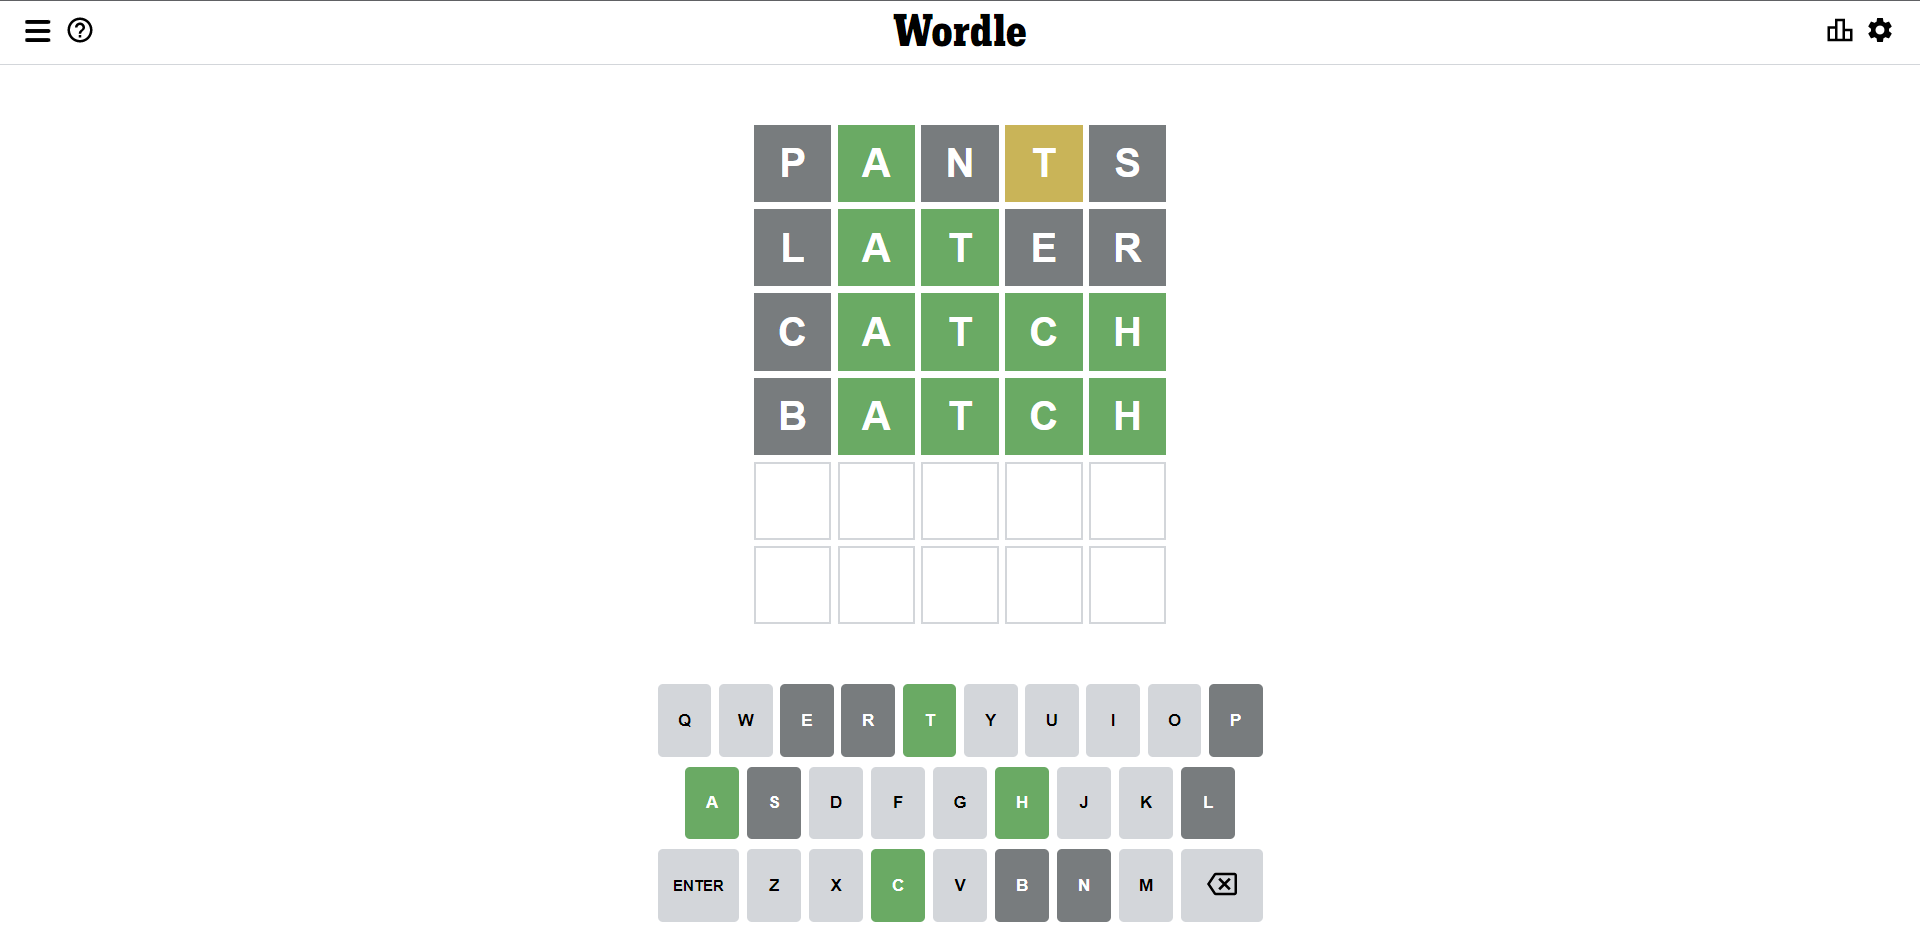 Wordle
P A N T S
L A T E R
C A T C H
B A T C H
Q W E R T Y U I O P
A S D F G H J K L
ENTER Z X C V B N M